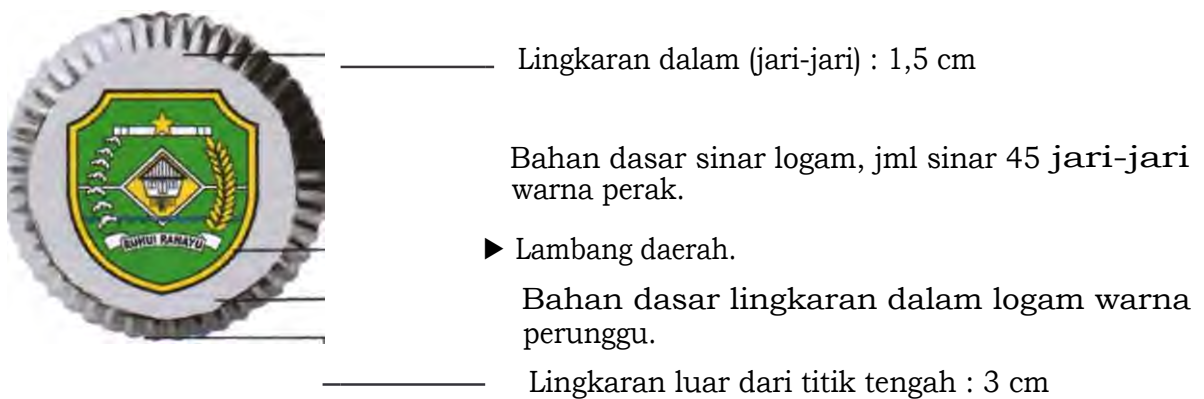 Lingkaran dalam (jari-jari) : 1,5 cm
Bahan dasar sinar logam, jml sinar 45 jari-jari
warna perak.
▶ Lambang daerah.
RUHUI RAHAYU
Bahan dasar lingkaran dalam logam warna
perunggu.
Lingkaran luar dari titik tengah : 3 cm